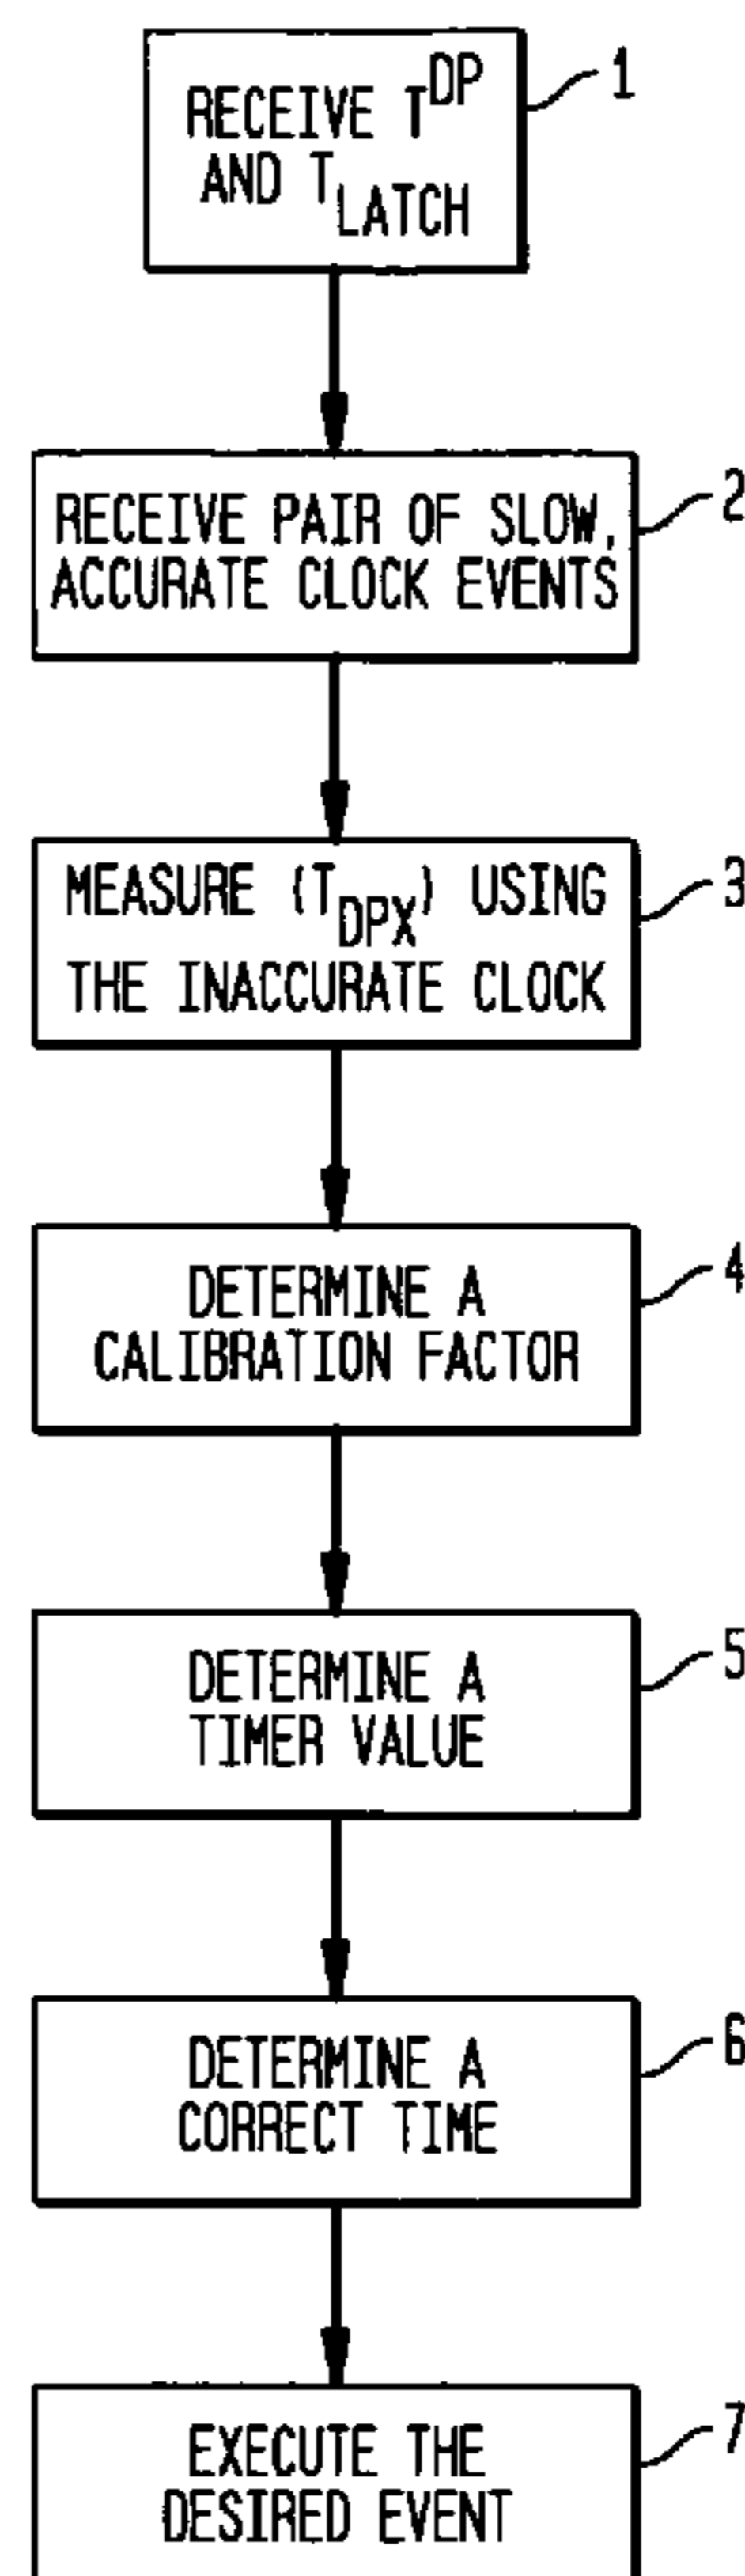 RECEIVE T^DP
AND T_LATCH
1
RECEIVE PAIR OF SLOW,
ACCURATE CLOCK EVENTS
2
MEASURE (T_DPX) USING
THE INACCURATE CLOCK
3
DETERMINE A
CALIBRATION FACTOR
4
DETERMINE A
TIMER VALUE
5
DETERMINE A
CORRECT TIME
6
EXECUTE THE
DESIRED EVENT
7